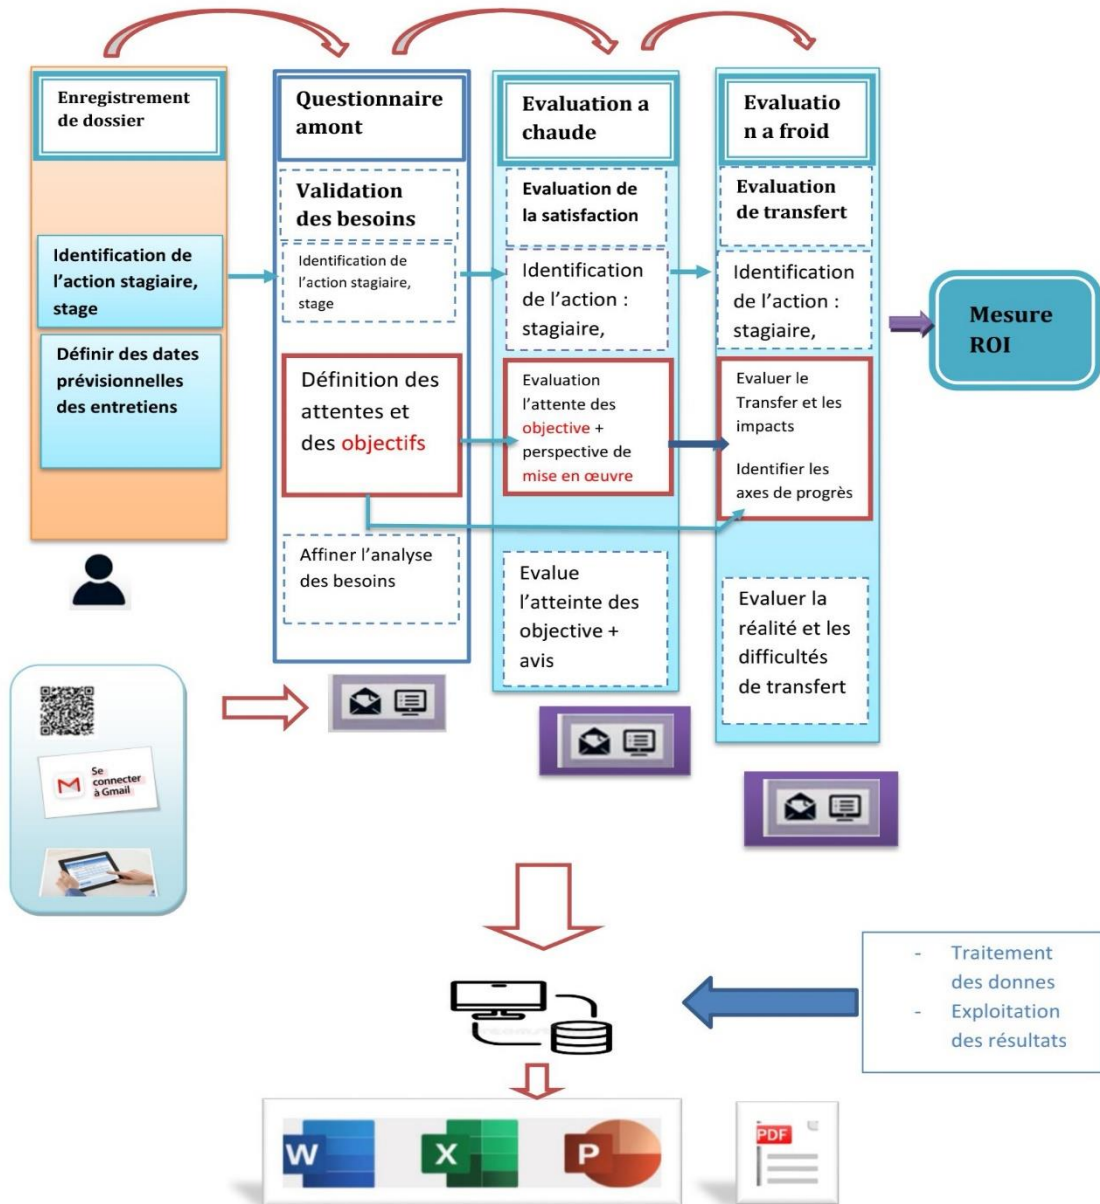 Enregistrement
de dossier
Identification de
l'action stagiaire,
stage
Définir des dates
prévisionnelles
des entretiens
Questionnaire
amont
Validation
des besoins
Identification de
l'action stagiaire,
stage
Définition des
attentes et
des objectifs
Affiner l'analyse
des besoins
Evaluation a
chaude
Evaluation de
la satisfaction
Identification
de l'action :
stagiaire,
Evaluation
l'attente des
objective +
perspective de
mise en œuvre
Evalue
l'atteinte des
objective +
avis
Evaluatio
n a froid
Evaluation
de transfert
Identification
de l'action :
stagiaire,
Evaluer le
Transfer et les
impacts
Identifier les
axes de progrès
Evaluer la
réalité et les
difficultés
de transfert
Mesure
ROI
Se
connecter
à Gmail
- Traitement
des donnes
- Exploitation
des résultats
W
X
P
PDF